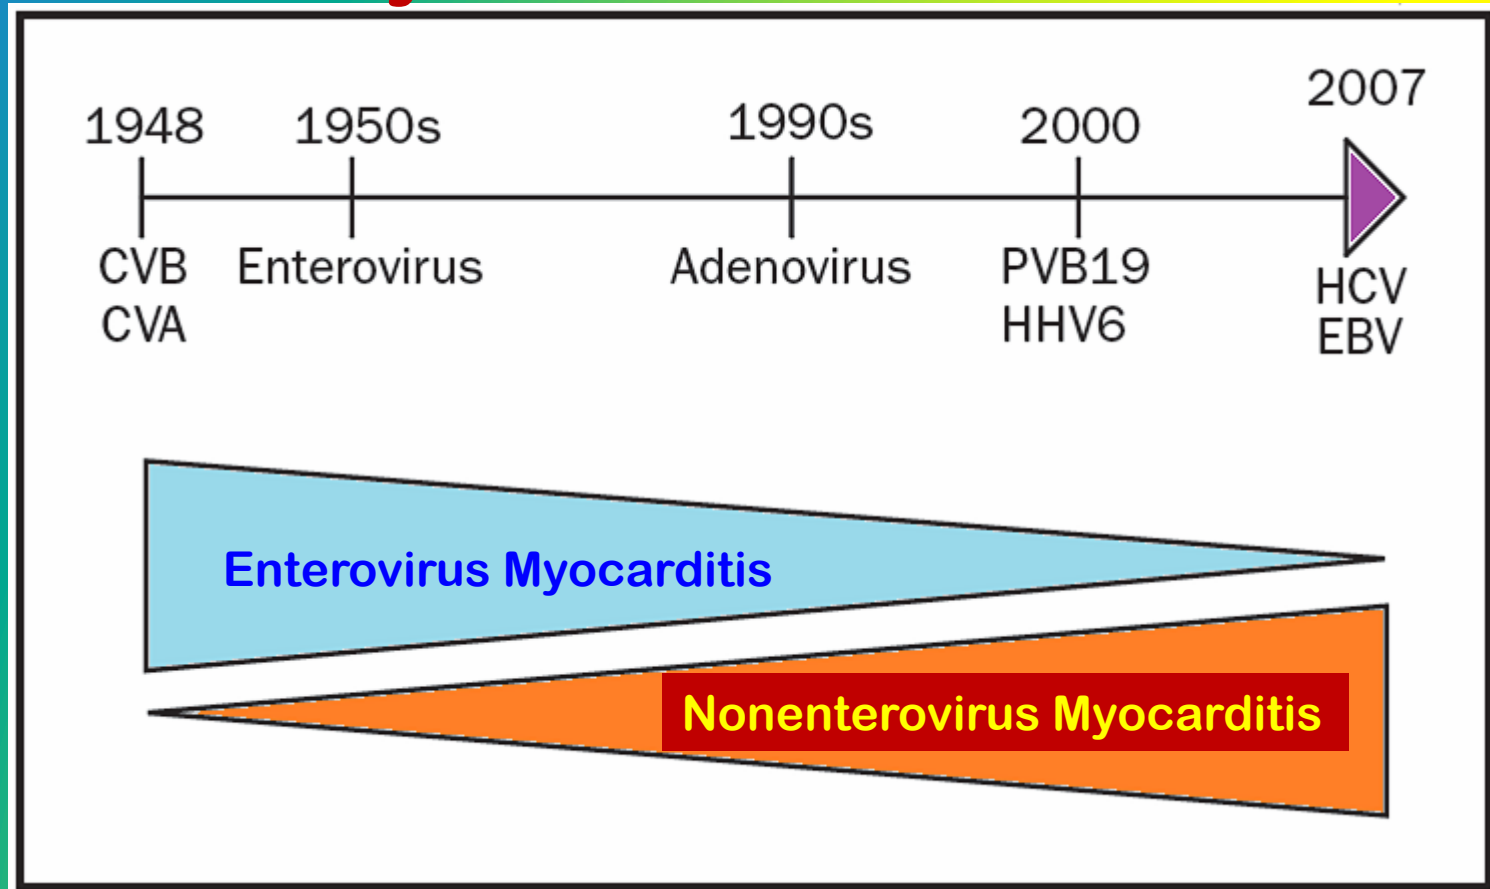 1948 1950s 1990s 2000 2007
CVB Enterovirus Adenovirus PVB19 HCV
CVA HHV6 EBV
Enterovirus Myocarditis
Nonenterovirus Myocarditis